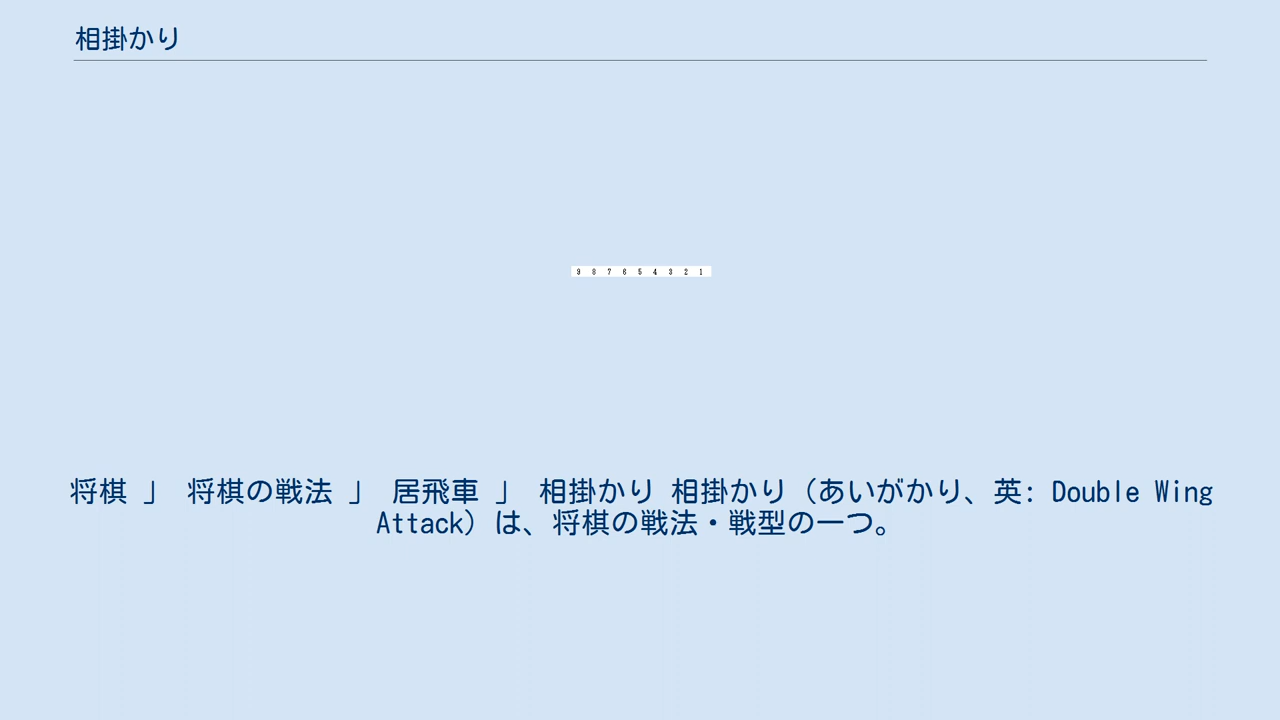 相掛かり
9 8 7 6 5 4 3 2 1
将棋 」 将棋の戦法 」 居飛車 」 相掛かり 相掛かり（あいがかり、英: Double Wing
Attack）は、将棋の戦法・戦型の一つ。